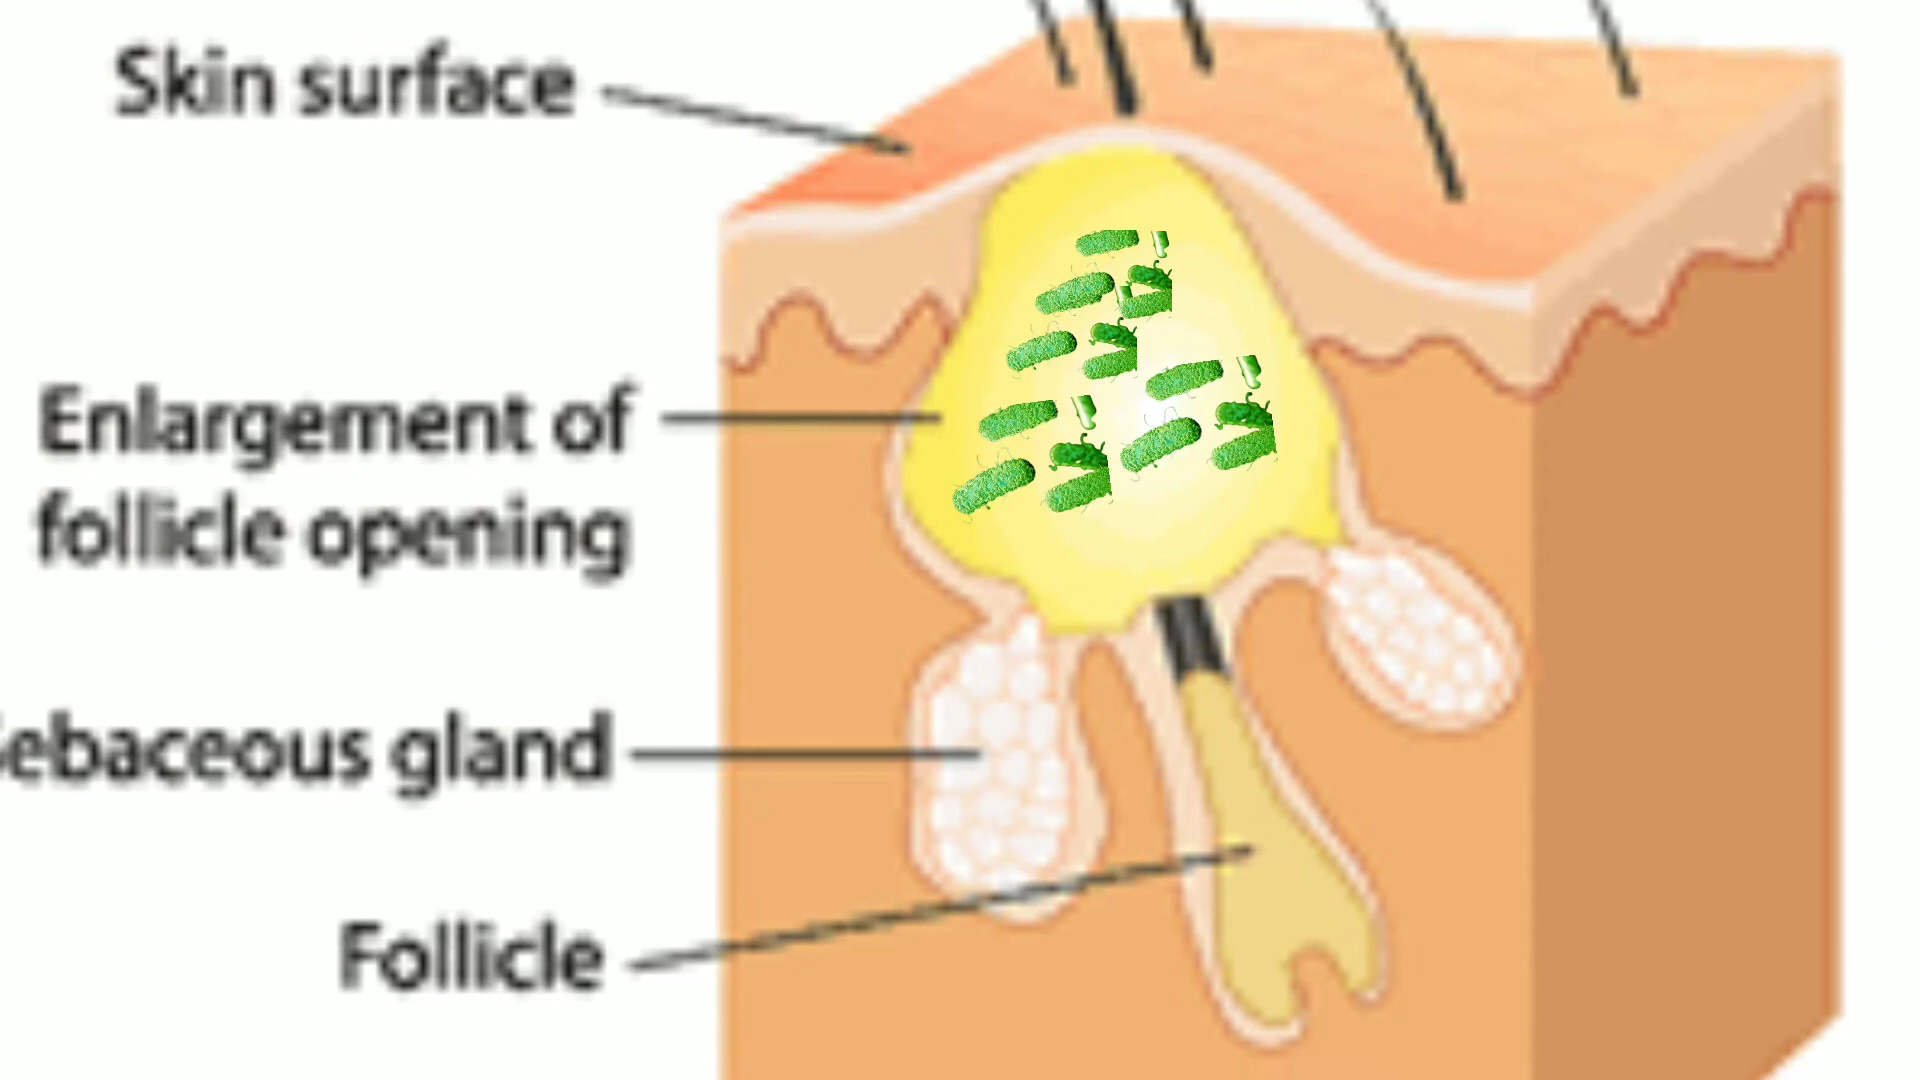 Skin surface
Enlargement of
follicle opening
ebaceous gland
Follicle